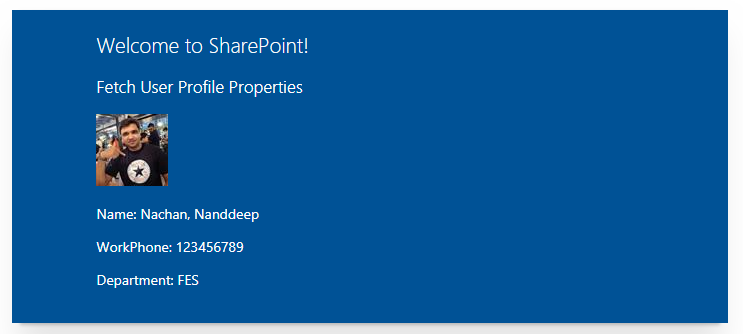 Welcome to SharePoint!
Fetch User Profile Properties
Name: Nachan, Nanddeep
WorkPhone: 123456789
Department: FES